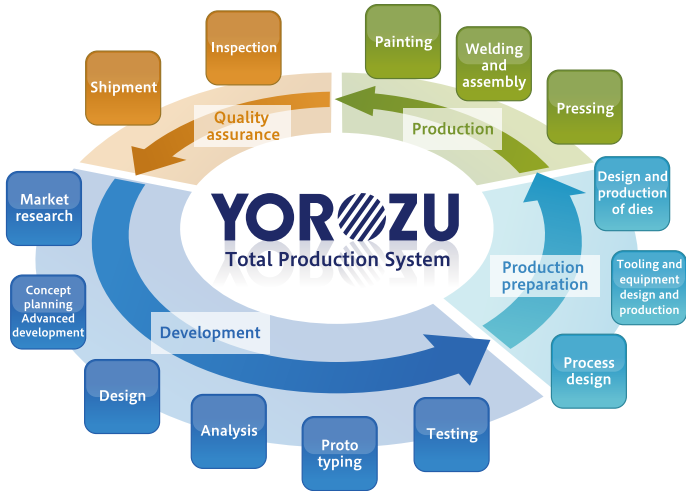 Painting
Inspection
Welding
and
assembly
Shipment
Pressing
Quality
assurance
Production
Market
research
Design and
production
of dies
YOROZU
Total Production System
Concept
planning
Advanced
development
Production
preparation
Tooling and
equipment
design and
production
Development
Process
design
Design
Analysis
Proto
typing
Testing